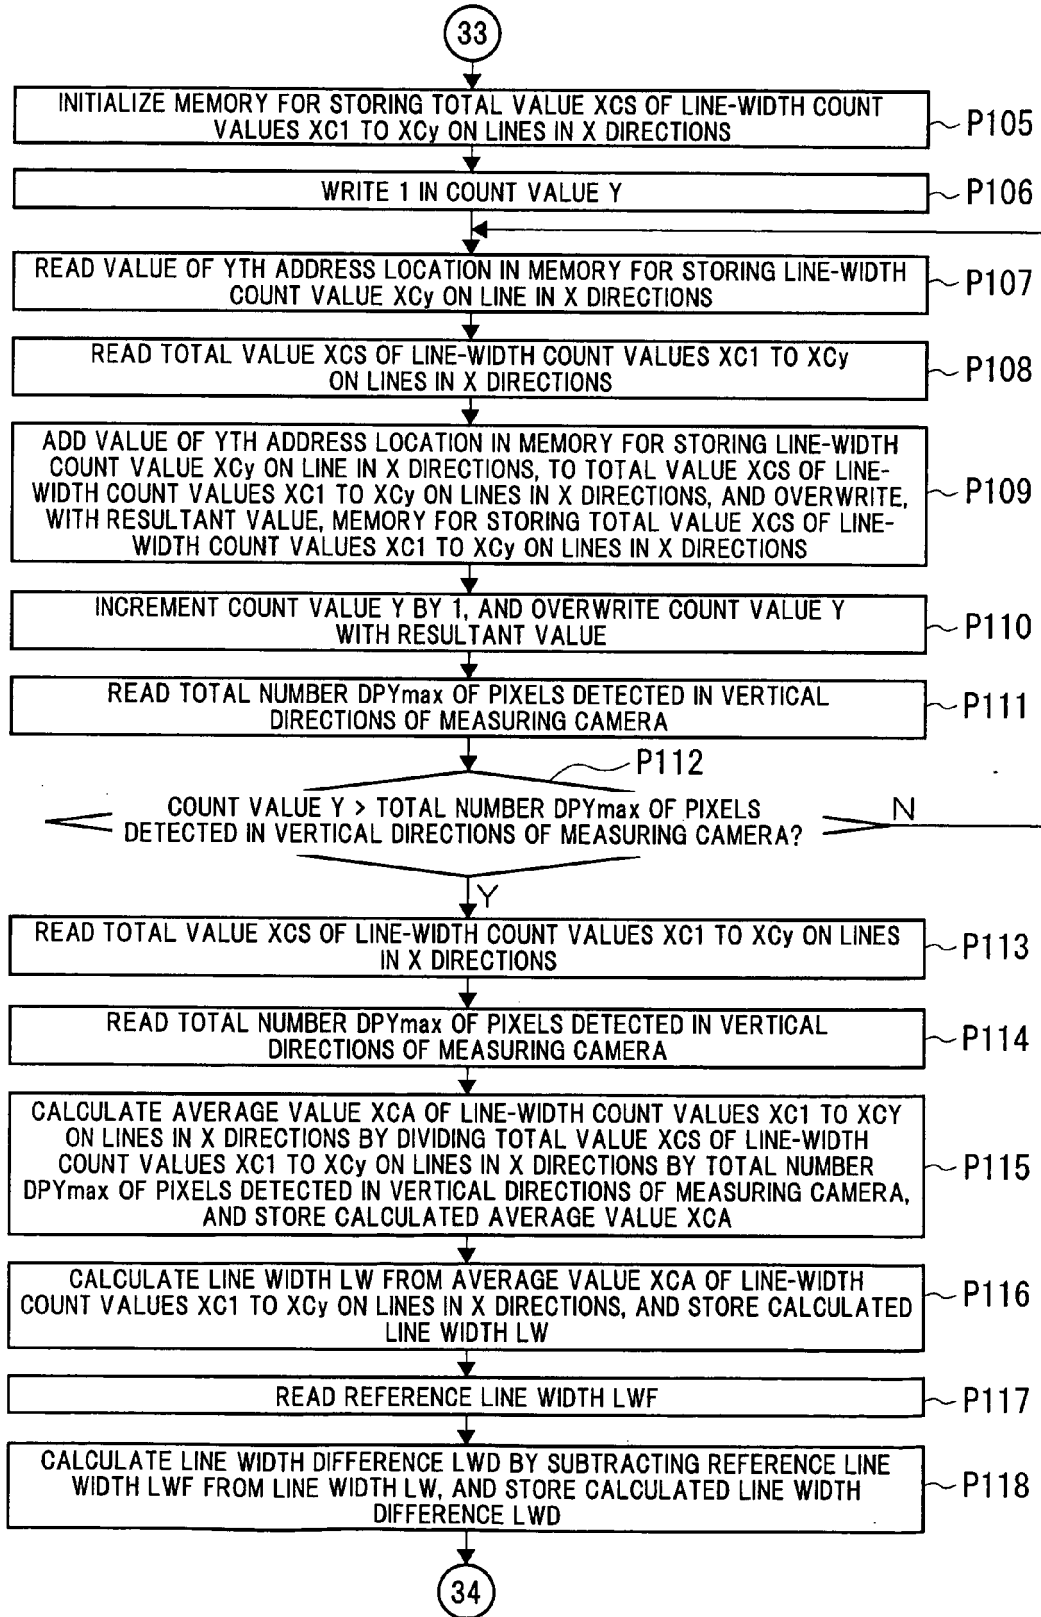 33
INITIALIZE MEMORY FOR STORING TOTAL VALUE XCS OF LINE-WIDTH COUNT
VALUES XC1 TO XCy ON LINES IN X DIRECTIONS
P105
WRITE 1 IN COUNT VALUE Y
P106
READ VALUE OF YTH ADDRESS LOCATION IN MEMORY FOR STORING LINE-WIDTH
COUNT VALUE XCy ON LINE IN X DIRECTIONS
P107
READ TOTAL VALUE XCS OF LINE-WIDTH COUNT VALUES XC1 TO XCy
ON LINES IN X DIRECTIONS
P108
ADD VALUE OF YTH ADDRESS LOCATION IN MEMORY FOR STORING LINE-WIDTH
COUNT VALUE XCy ON LINE IN X DIRECTIONS, TO TOTAL VALUE XCS OF LINE-
WIDTH COUNT VALUES XC1 TO XCy ON LINES IN X DIRECTIONS, AND OVERWRITE,
WITH RESULTANT VALUE, MEMORY FOR STORING TOTAL VALUE XCS OF LINE-
WIDTH COUNT VALUES XC1 TO XCy ON LINES IN X DIRECTIONS
P109
INCREMENT COUNT VALUE Y BY 1, AND OVERWRITE COUNT VALUE Y
WITH RESULTANT VALUE
P110
READ TOTAL NUMBER DPYmax OF PIXELS DETECTED IN VERTICAL
DIRECTIONS OF MEASURING CAMERA
P111
P112
COUNT VALUE Y > TOTAL NUMBER DPYmax OF PIXELS
DETECTED IN VERTICAL DIRECTIONS OF MEASURING CAMERA?
N
Y
READ TOTAL VALUE XCS OF LINE-WIDTH COUNT VALUES XC1 TO XCy ON LINES
IN X DIRECTIONS
P113
READ TOTAL NUMBER DPYmax OF PIXELS DETECTED IN VERTICAL
DIRECTIONS OF MEASURING CAMERA
P114
CALCULATE AVERAGE VALUE XCA OF LINE-WIDTH COUNT VALUES XC1 TO XCY
ON LINES IN X DIRECTIONS BY DIVIDING TOTAL VALUE XCS OF LINE-WIDTH
COUNT VALUES XC1 TO XCy ON LINES IN X DIRECTIONS BY TOTAL NUMBER
DPYmax OF PIXELS DETECTED IN VERTICAL DIRECTIONS OF MEASURING CAMERA,
AND STORE CALCULATED AVERAGE VALUE XCA
P115
CALCULATE LINE WIDTH LW FROM AVERAGE VALUE XCA OF LINE-WIDTH
COUNT VALUES XC1 TO XCy ON LINES IN X DIRECTIONS, AND STORE CALCULATED
LINE WIDTH LW
P116
READ REFERENCE LINE WIDTH LWF
P117
CALCULATE LINE WIDTH DIFFERENCE LWD BY SUBTRACTING REFERENCE LINE
WIDTH LWF FROM LINE WIDTH LW, AND STORE CALCULATED LINE WIDTH
DIFFERENCE LWD
P118
34